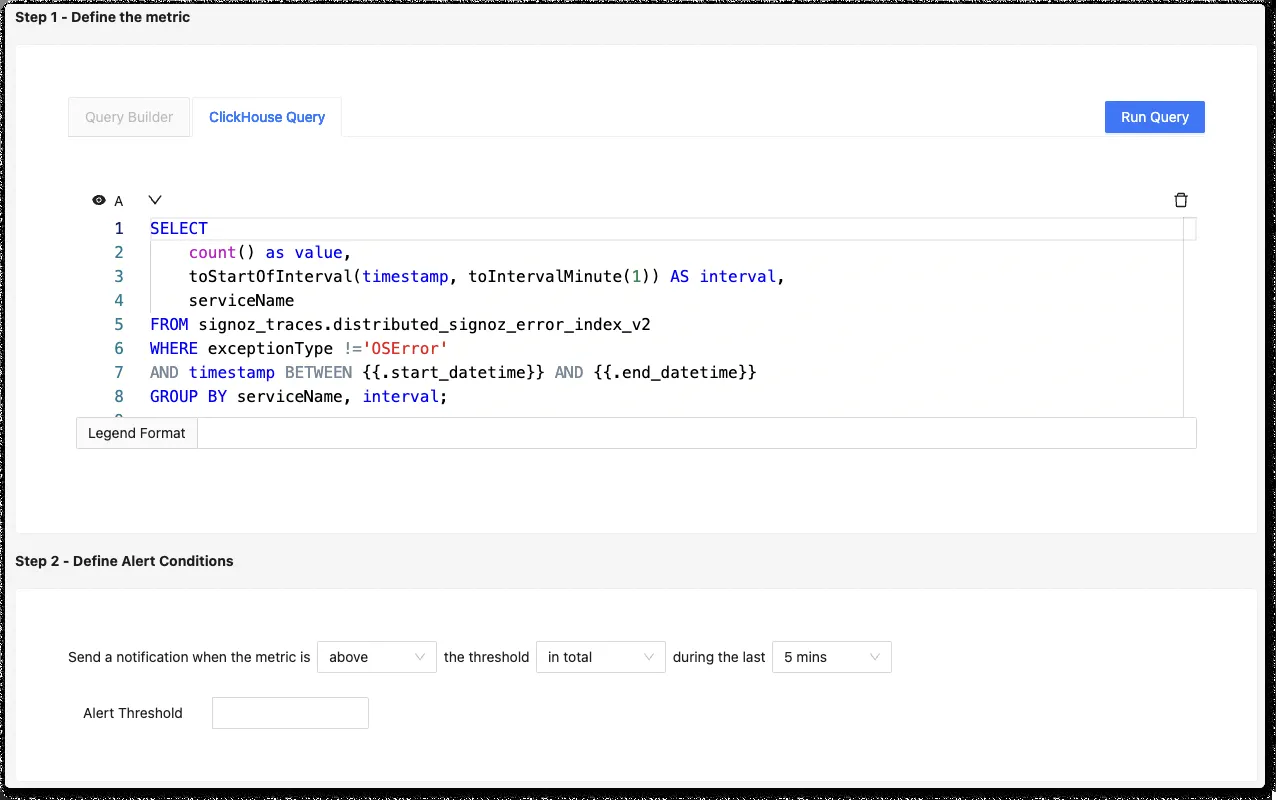 Step 1 - Define the metric
Query Builder ClickHouse Query Run Query
A
1 SELECT
2 count() as value,
3 toStartOfInterval(timestamp, toIntervalMinute(1)) AS interval,
4 serviceName
5 FROM signoz_traces.distributed_signoz_error_index_v2
6 WHERE exceptionType !='OSError'
7 AND timestamp BETWEEN {{.start_datetime}} AND {{.end_datetime}}
8 GROUP BY serviceName, interval;
Legend Format
Step 2 - Define Alert Conditions
Send a notification when the metric is above the threshold in total during the last 5 mins
Alert Threshold